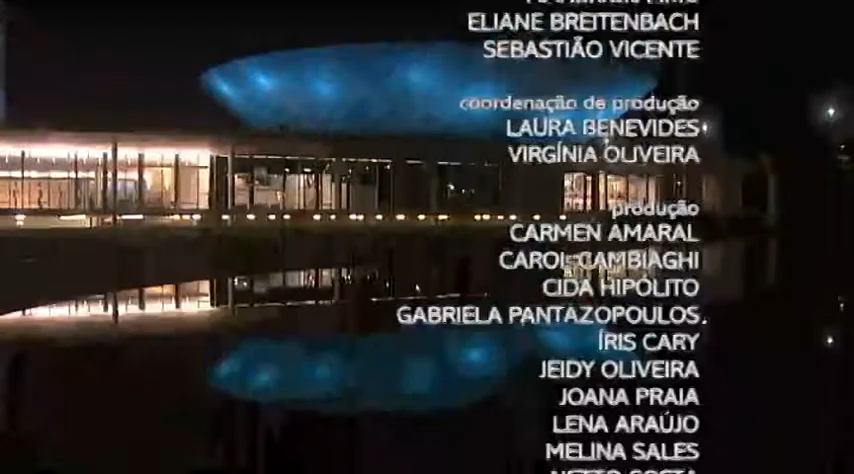 ELIANE BREITENBACH
SEBASTIÃO VICENTE
coordenação de produção
LAURA BENEVIDES
VIRGÍNIA OLIVEIRA
produção
CARMEN AMARAL
CAROL CAMBIAGHI
CIDA HIPÓLITO
GABRIELA PANTAZOPOULOS
ÍRIS CARY
JEIDY OLIVEIRA
JOANA PRAIA
LENA ARAÚJO
MELINA SALES